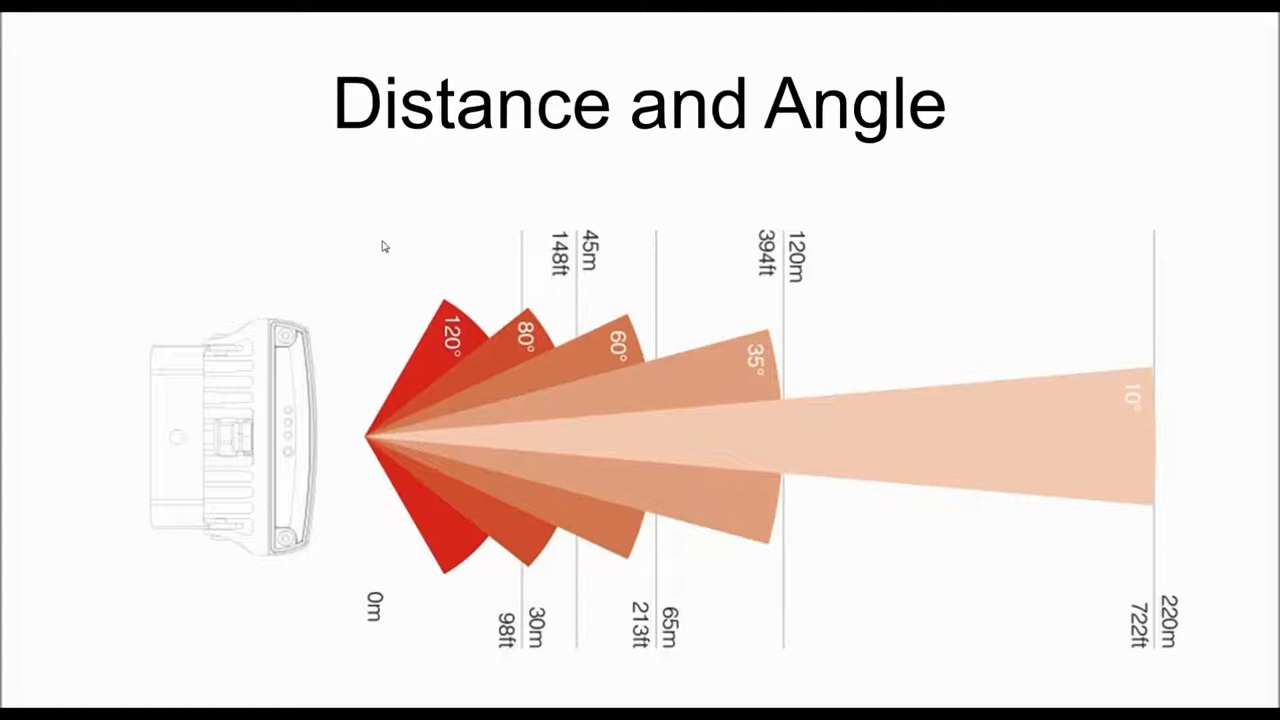 Distance and Angle
148ft
45m
394ft
120m
120°
80°
60°
35°
10°
0m
98ft
30m
213ft
65m
722ft
220m